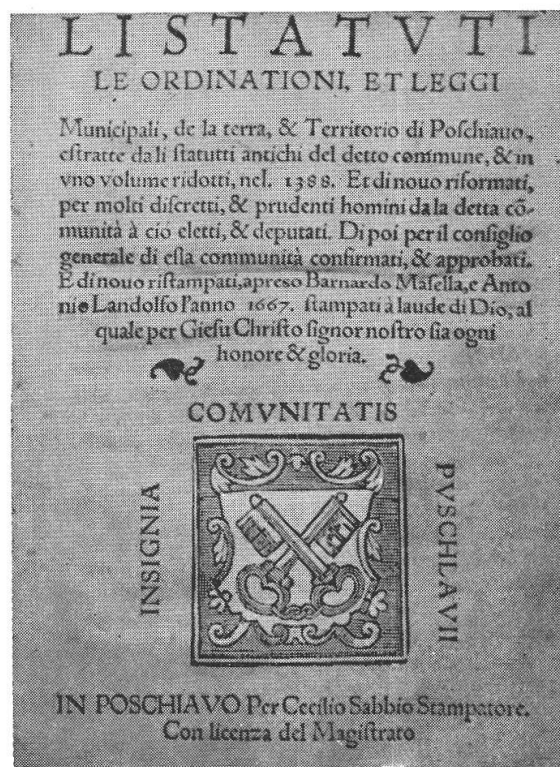 LI STATVTI
LE ORDINATIONI, ET LEGGI
Municipali, de la terra, & Territorio di Poſchiauo,
eſtratte da li ſtatutti antichi del detto commune, & in
vno volume ridotti, nel. 1388. Et di nouo riformati,
per molti diſcretti, & prudenti homini da la detta cõ-
munità à cio eletti, & deputati. Di poi per il conſiglio
generale di eſſa communità confirmati, & approbati.
E di nouo riſtampati, apreso Barnardo Maſella, e Anto
nio Landolfo l'anno 1667. ſtampati à laude di Dio, al
quale per Gieſu Chriſto ſignor noſtro ſia ogni
honore & gloria.
COMVNITATIS
INSIGNIA
PVSCHLAVII
IN POSCHIAVO Per Cecilio Sabbio Stampatore.
Con licenza del Magiſtrato